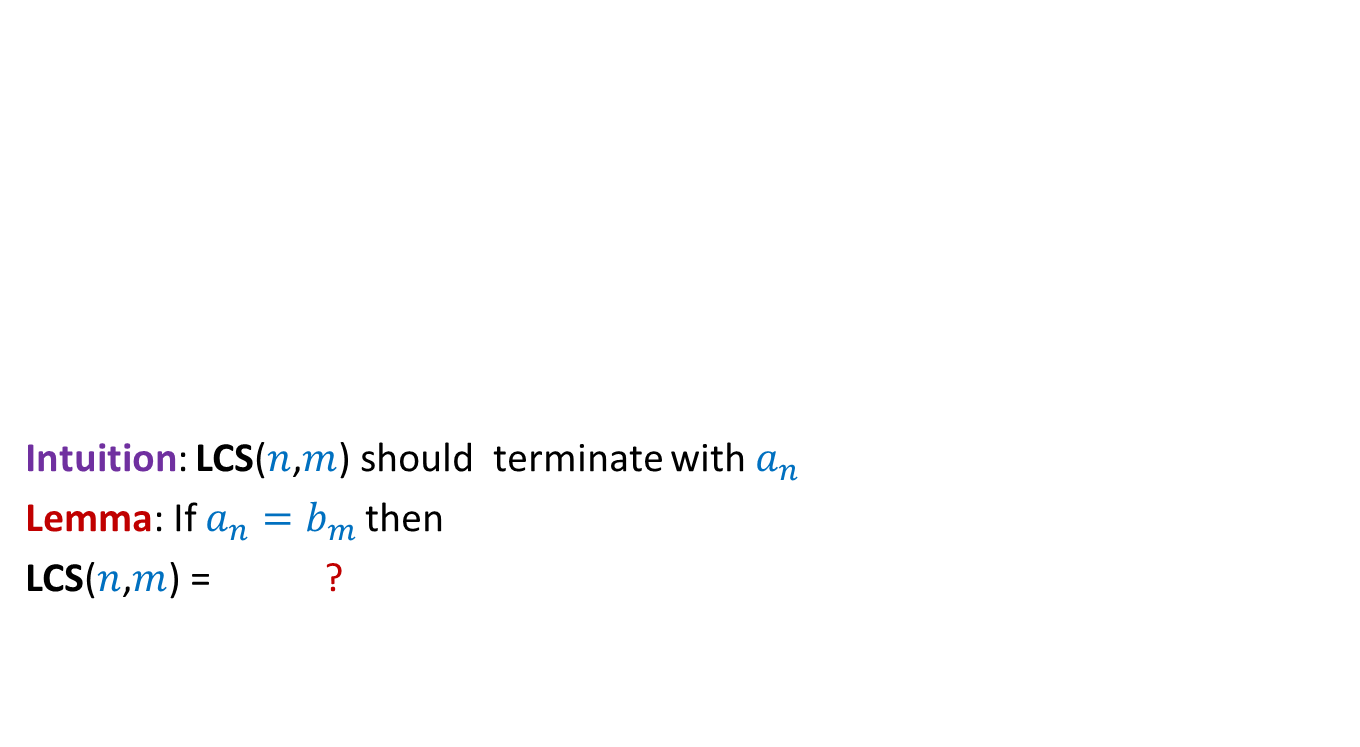 Intuition: LCS(n,m) should terminate with aₙ
Lemma: If aₙ = bₘ then
LCS(n,m) = ?